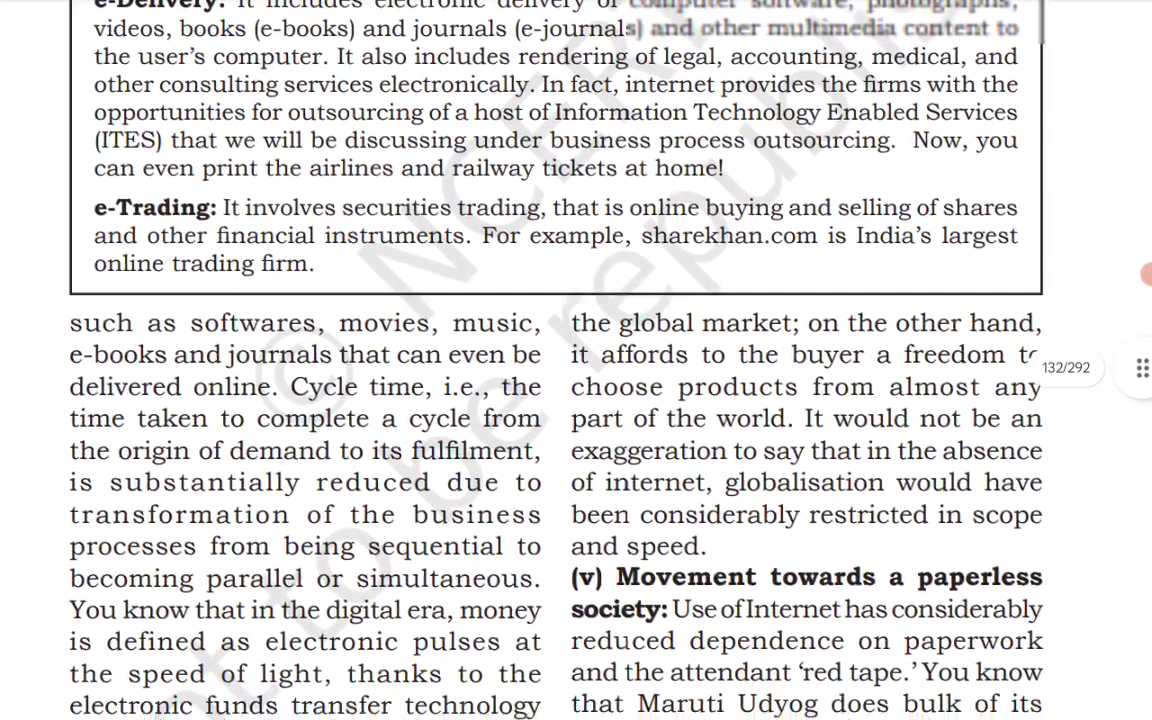 e-Delivery: It includes electronic delivery of computer software, photographs,
videos, books (e-books) and journals (e-journals) and other multimedia content to
the user's computer. It also includes rendering of legal, accounting, medical, and
other consulting services electronically. In fact, internet provides the firms with the
opportunities for outsourcing of a host of Information Technology Enabled Services
(ITES) that we will be discussing under business process outsourcing. Now, you
can even print the airlines and railway tickets at home!
e-Trading: It involves securities trading, that is online buying and selling of shares
and other financial instruments. For example, sharekhan.com is India's largest
online trading firm.
such as softwares, movies, music,
e-books and journals that can even be
delivered online. Cycle time, i.e., the
time taken to complete a cycle from
the origin of demand to its fulfilment,
is substantially reduced due to
transformation of the business
processes from being sequential to
becoming parallel or simultaneous.
You know that in the digital era, money
is defined as electronic pulses at
the speed of light, thanks to the
electronic funds transfer technology
the global market; on the other hand,
it affords to the buyer a freedom to
choose products from almost any
part of the world. It would not be an
exaggeration to say that in the absence
of internet, globalisation would have
been considerably restricted in scope
and speed.
(v) Movement towards a paperless
society: Use of Internet has considerably
reduced dependence on paperwork
and the attendant 'red tape.' You know
that Maruti Udyog does bulk of its
132/292
© NCERT
not to be republ